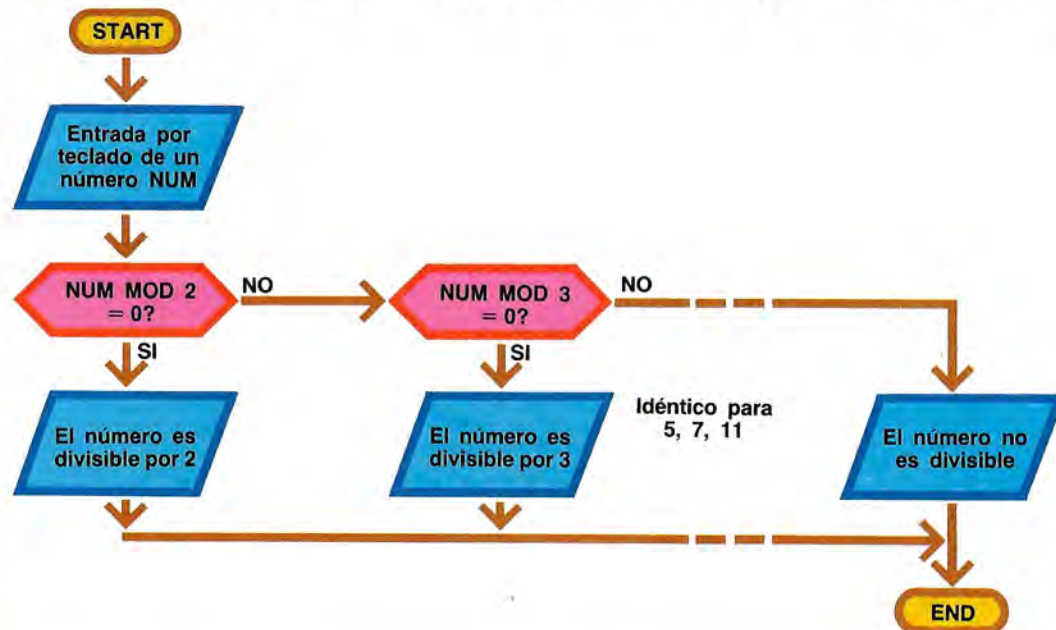 START
Entrada por
teclado de un
número NUM
NUM MOD 2
= 0?
NO
SI
NUM MOD 3
= 0?
NO
SI
El número es
divisible por 2
El número es
divisible por 3
Idéntico para
5, 7, 11
El número no
es divisible
END